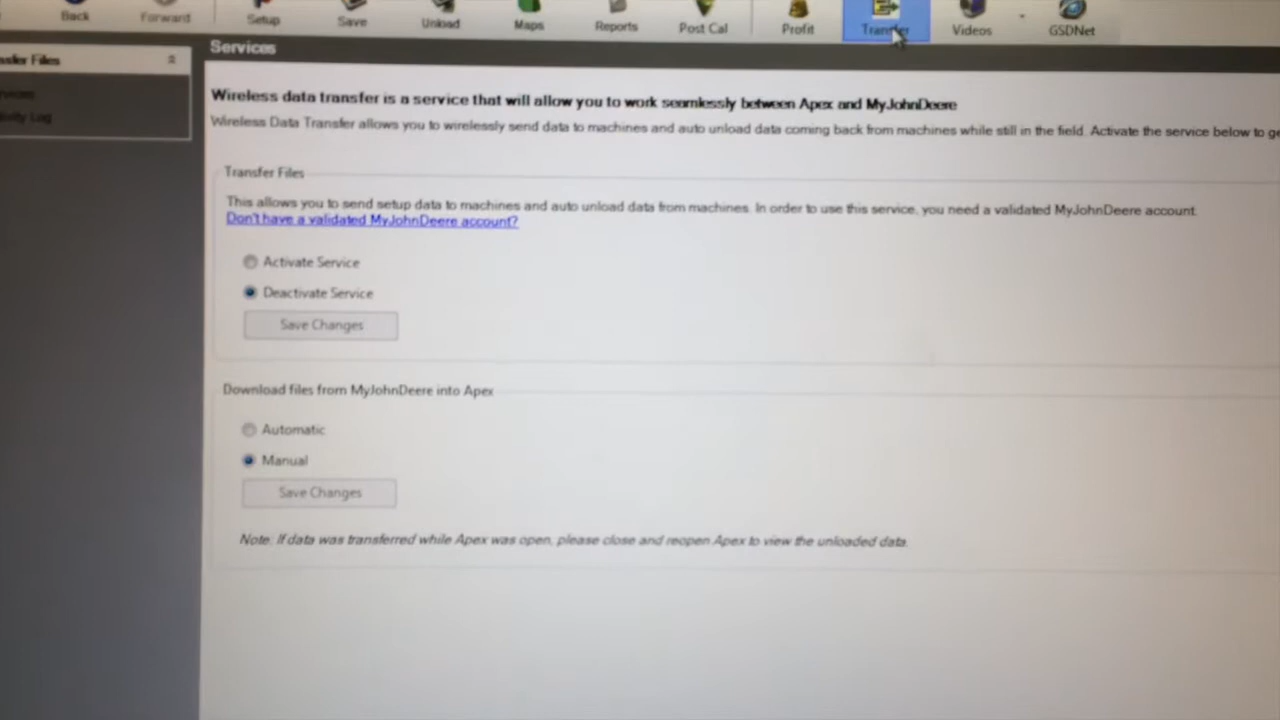 Back Forward Setup Save Unload Maps Reports Post Cal Profit Transfer Videos GSDNet
Files
Log
Services
Wireless data transfer is a service that will allow you to work seamlessly between Apex and MyJohnDeere
Wireless Data Transfer allows you to wirelessly send data to machines and auto unload data coming back from machines while still in the field. Activate the service below to
Transfer Files
This allows you to send setup data to machines and auto unload data from machines. In order to use this service, you need a validated MyJohnDeere account.
Don't have a validated MyJohnDeere account?
Activate Service
Deactivate Service
Save Changes
Download files from MyJohnDeere into Apex
Automatic
Manual
Save Changes
Note: If data was transferred while Apex was open, please close and reopen Apex to view the unloaded data.